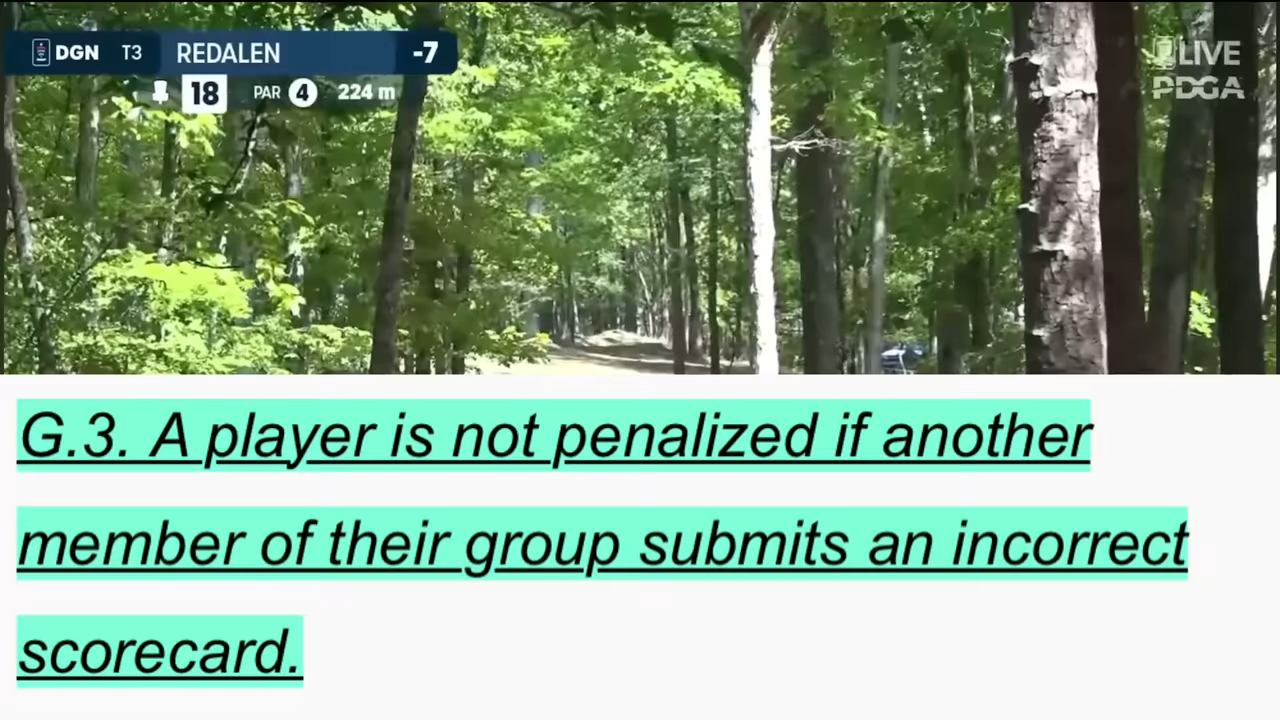 DGN T3 REDALEN -7
18 PAR 4 224 m
LIVE
PDGA
G.3. A player is not penalized if another
member of their group submits an incorrect
scorecard.